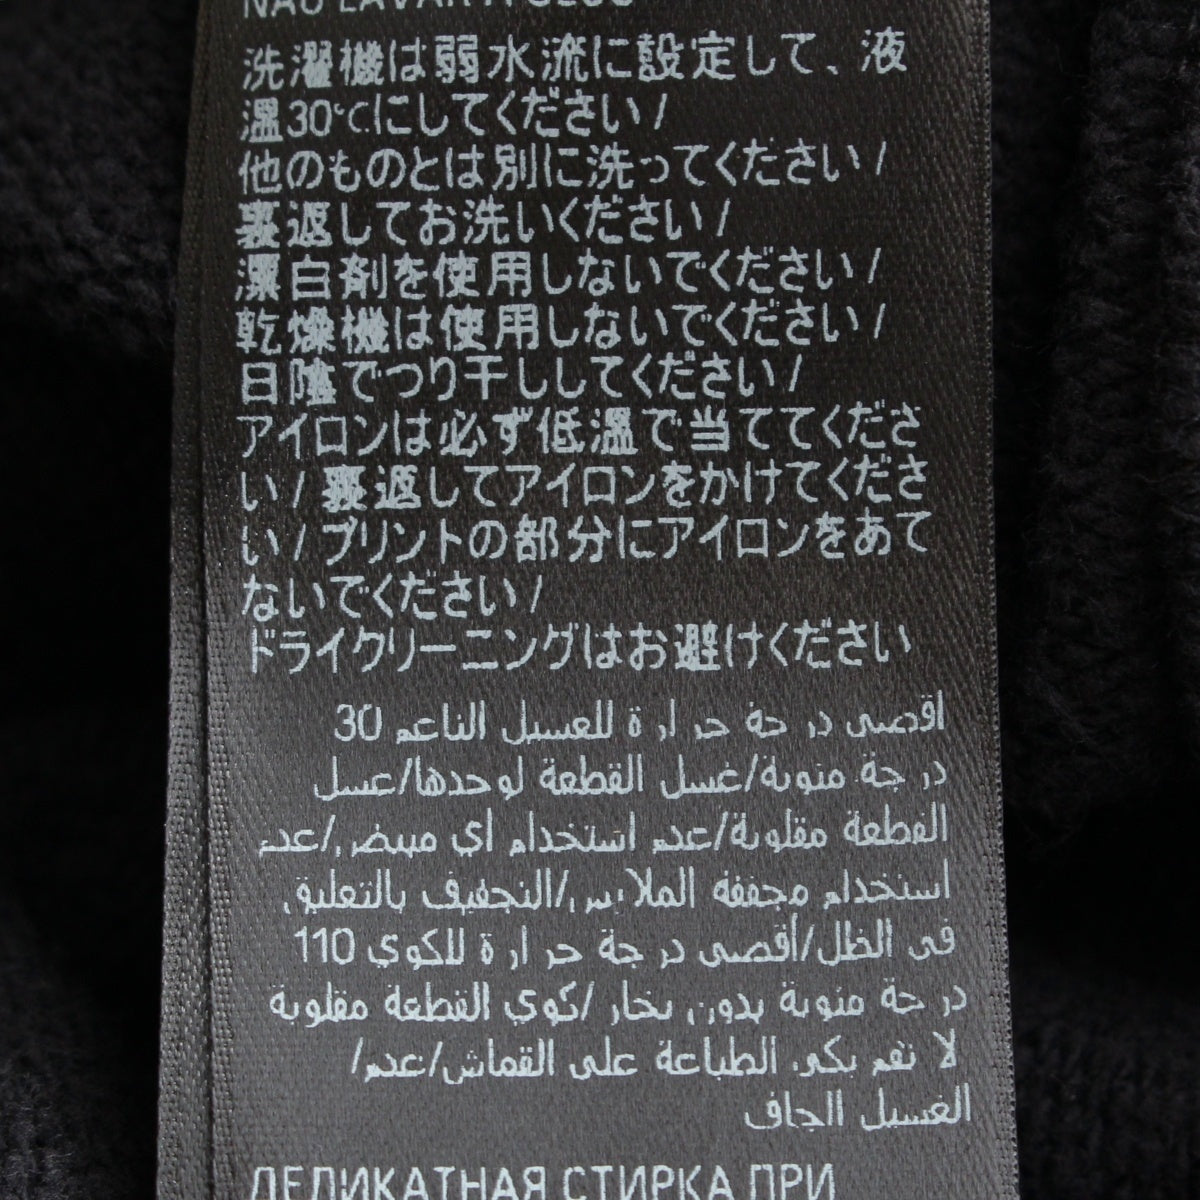 NÃO LAVAR A SECO
洗濯機は弱水流に設定して、液
温30℃にしてください/
他のものとは別に洗ってください/
裏返してお洗いください/
漂白剤を使用しないでください/
乾燥機は使用しないでください/
日陰でつり干ししてください/
アイロンは必ず低温で当ててくださ
い/裏返してアイロンをかけてくださ
い/プリントの部分にアイロンをあて
ないでください/
ドライクリーニングはお避けください
اقصى درجة حرارة للغسيل الناعم 30
درجة مئوية/غسل القطعة لوحدها/غسل
القطعة مقلوبة/عدم استخدام أي مبيض/عدم
استخدام مجففة الملابس/التجفيف بالتعليق
في الظل/أقصى درجة حرارة للكوي 110
درجة مئوية بدون بخار/كوي القطعة مقلوبة
لا تقم بكي الطباعة على القماش/عدم/
الغسيل الجاف
ДЕЛИКАТНАЯ СТИРКА ПРИ